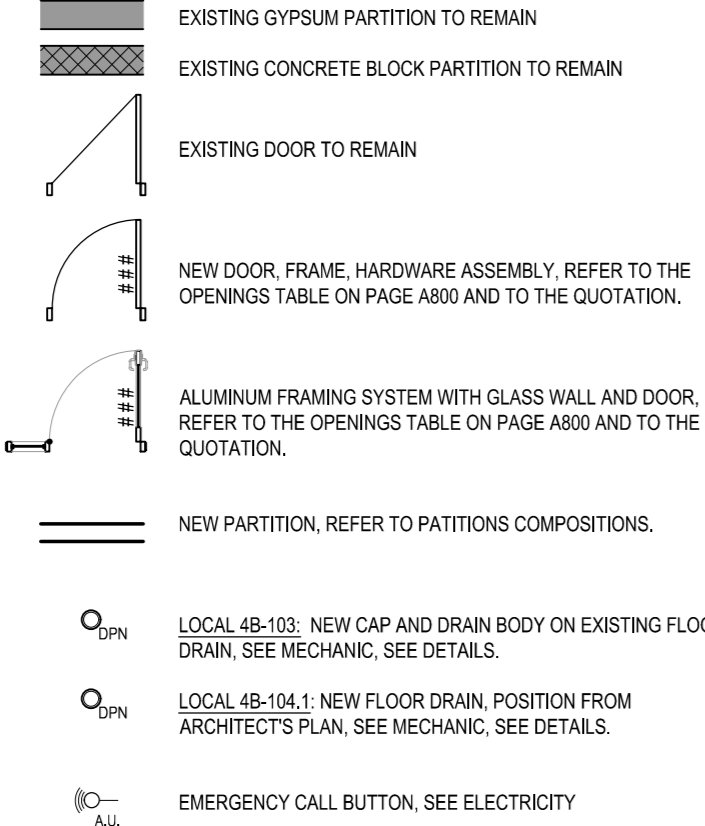 EXISTING GYPSUM PARTITION TO REMAIN
EXISTING CONCRETE BLOCK PARTITION TO REMAIN
EXISTING DOOR TO REMAIN
###
NEW DOOR, FRAME, HARDWARE ASSEMBLY, REFER TO THE
OPENINGS TABLE ON PAGE A800 AND TO THE QUOTATION.
###
ALUMINUM FRAMING SYSTEM WITH GLASS WALL AND DOOR,
REFER TO THE OPENINGS TABLE ON PAGE A800 AND TO THE
QUOTATION.
NEW PARTITION, REFER TO PATITIONS COMPOSITIONS.
DPN
LOCAL 4B-103: NEW CAP AND DRAIN BODY ON EXISTING
DRAIN, SEE MECHANIC, SEE DETAILS.
DPN
LOCAL 4B-104.1: NEW FLOOR DRAIN, POSITION FROM
ARCHITECT'S PLAN, SEE MECHANIC, SEE DETAILS.
A.U.
EMERGENCY CALL BUTTON, SEE ELECTRICITY